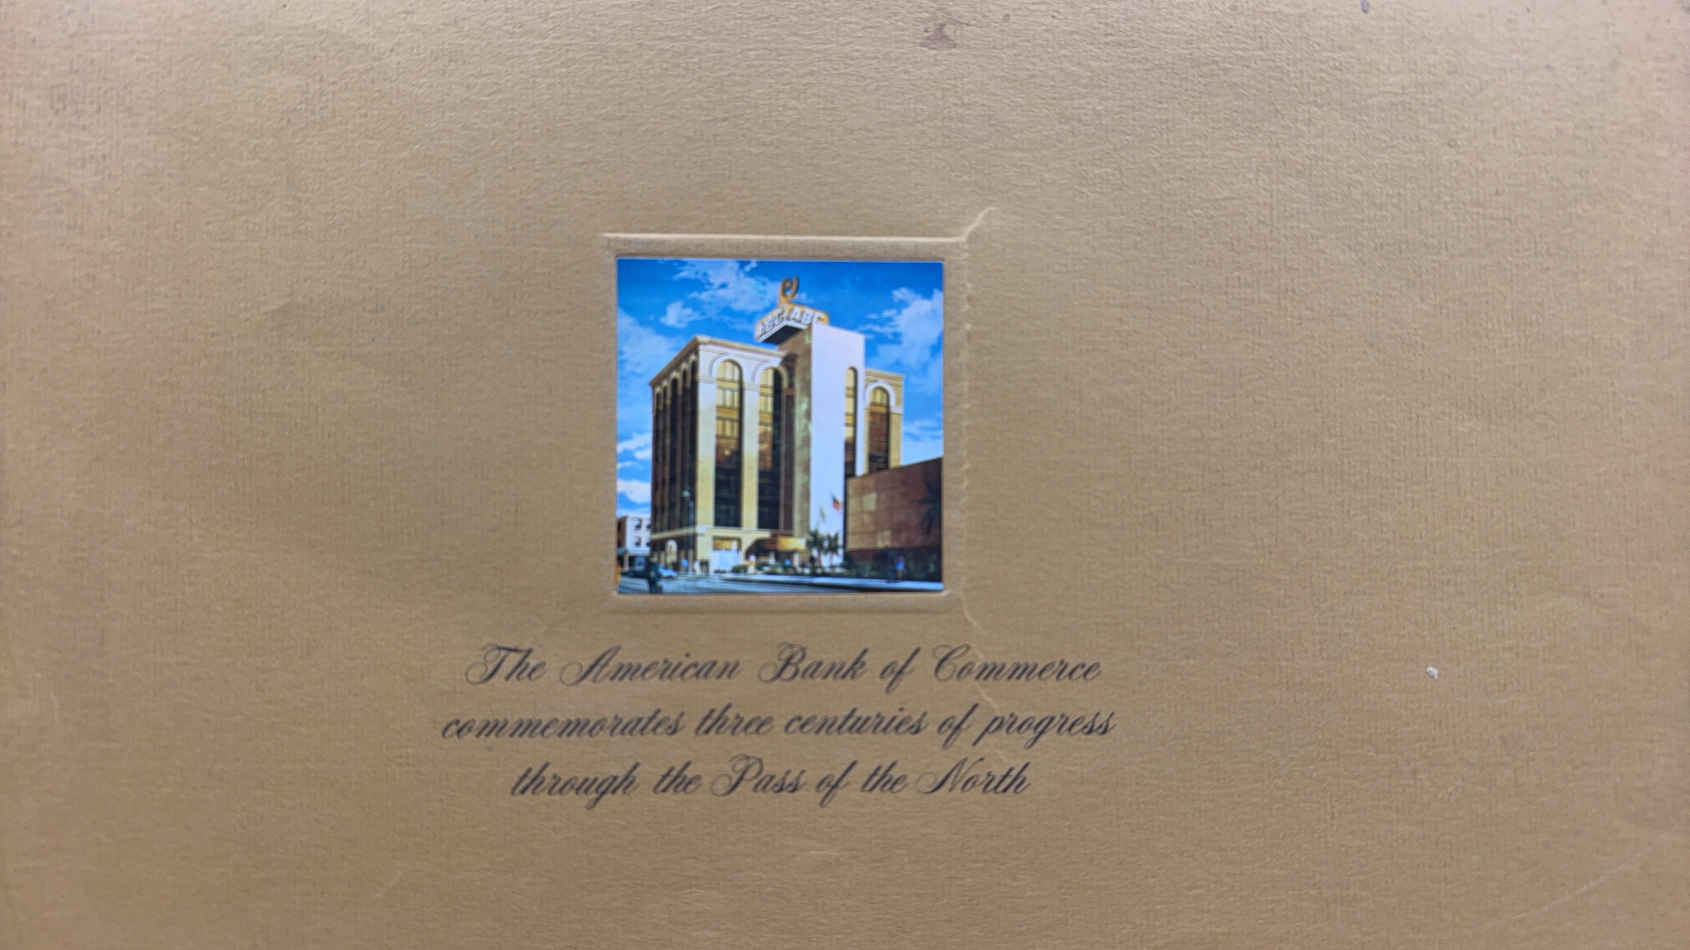 The American Bank of Commerce
commemorates three centuries of progress
through the Pass of the North